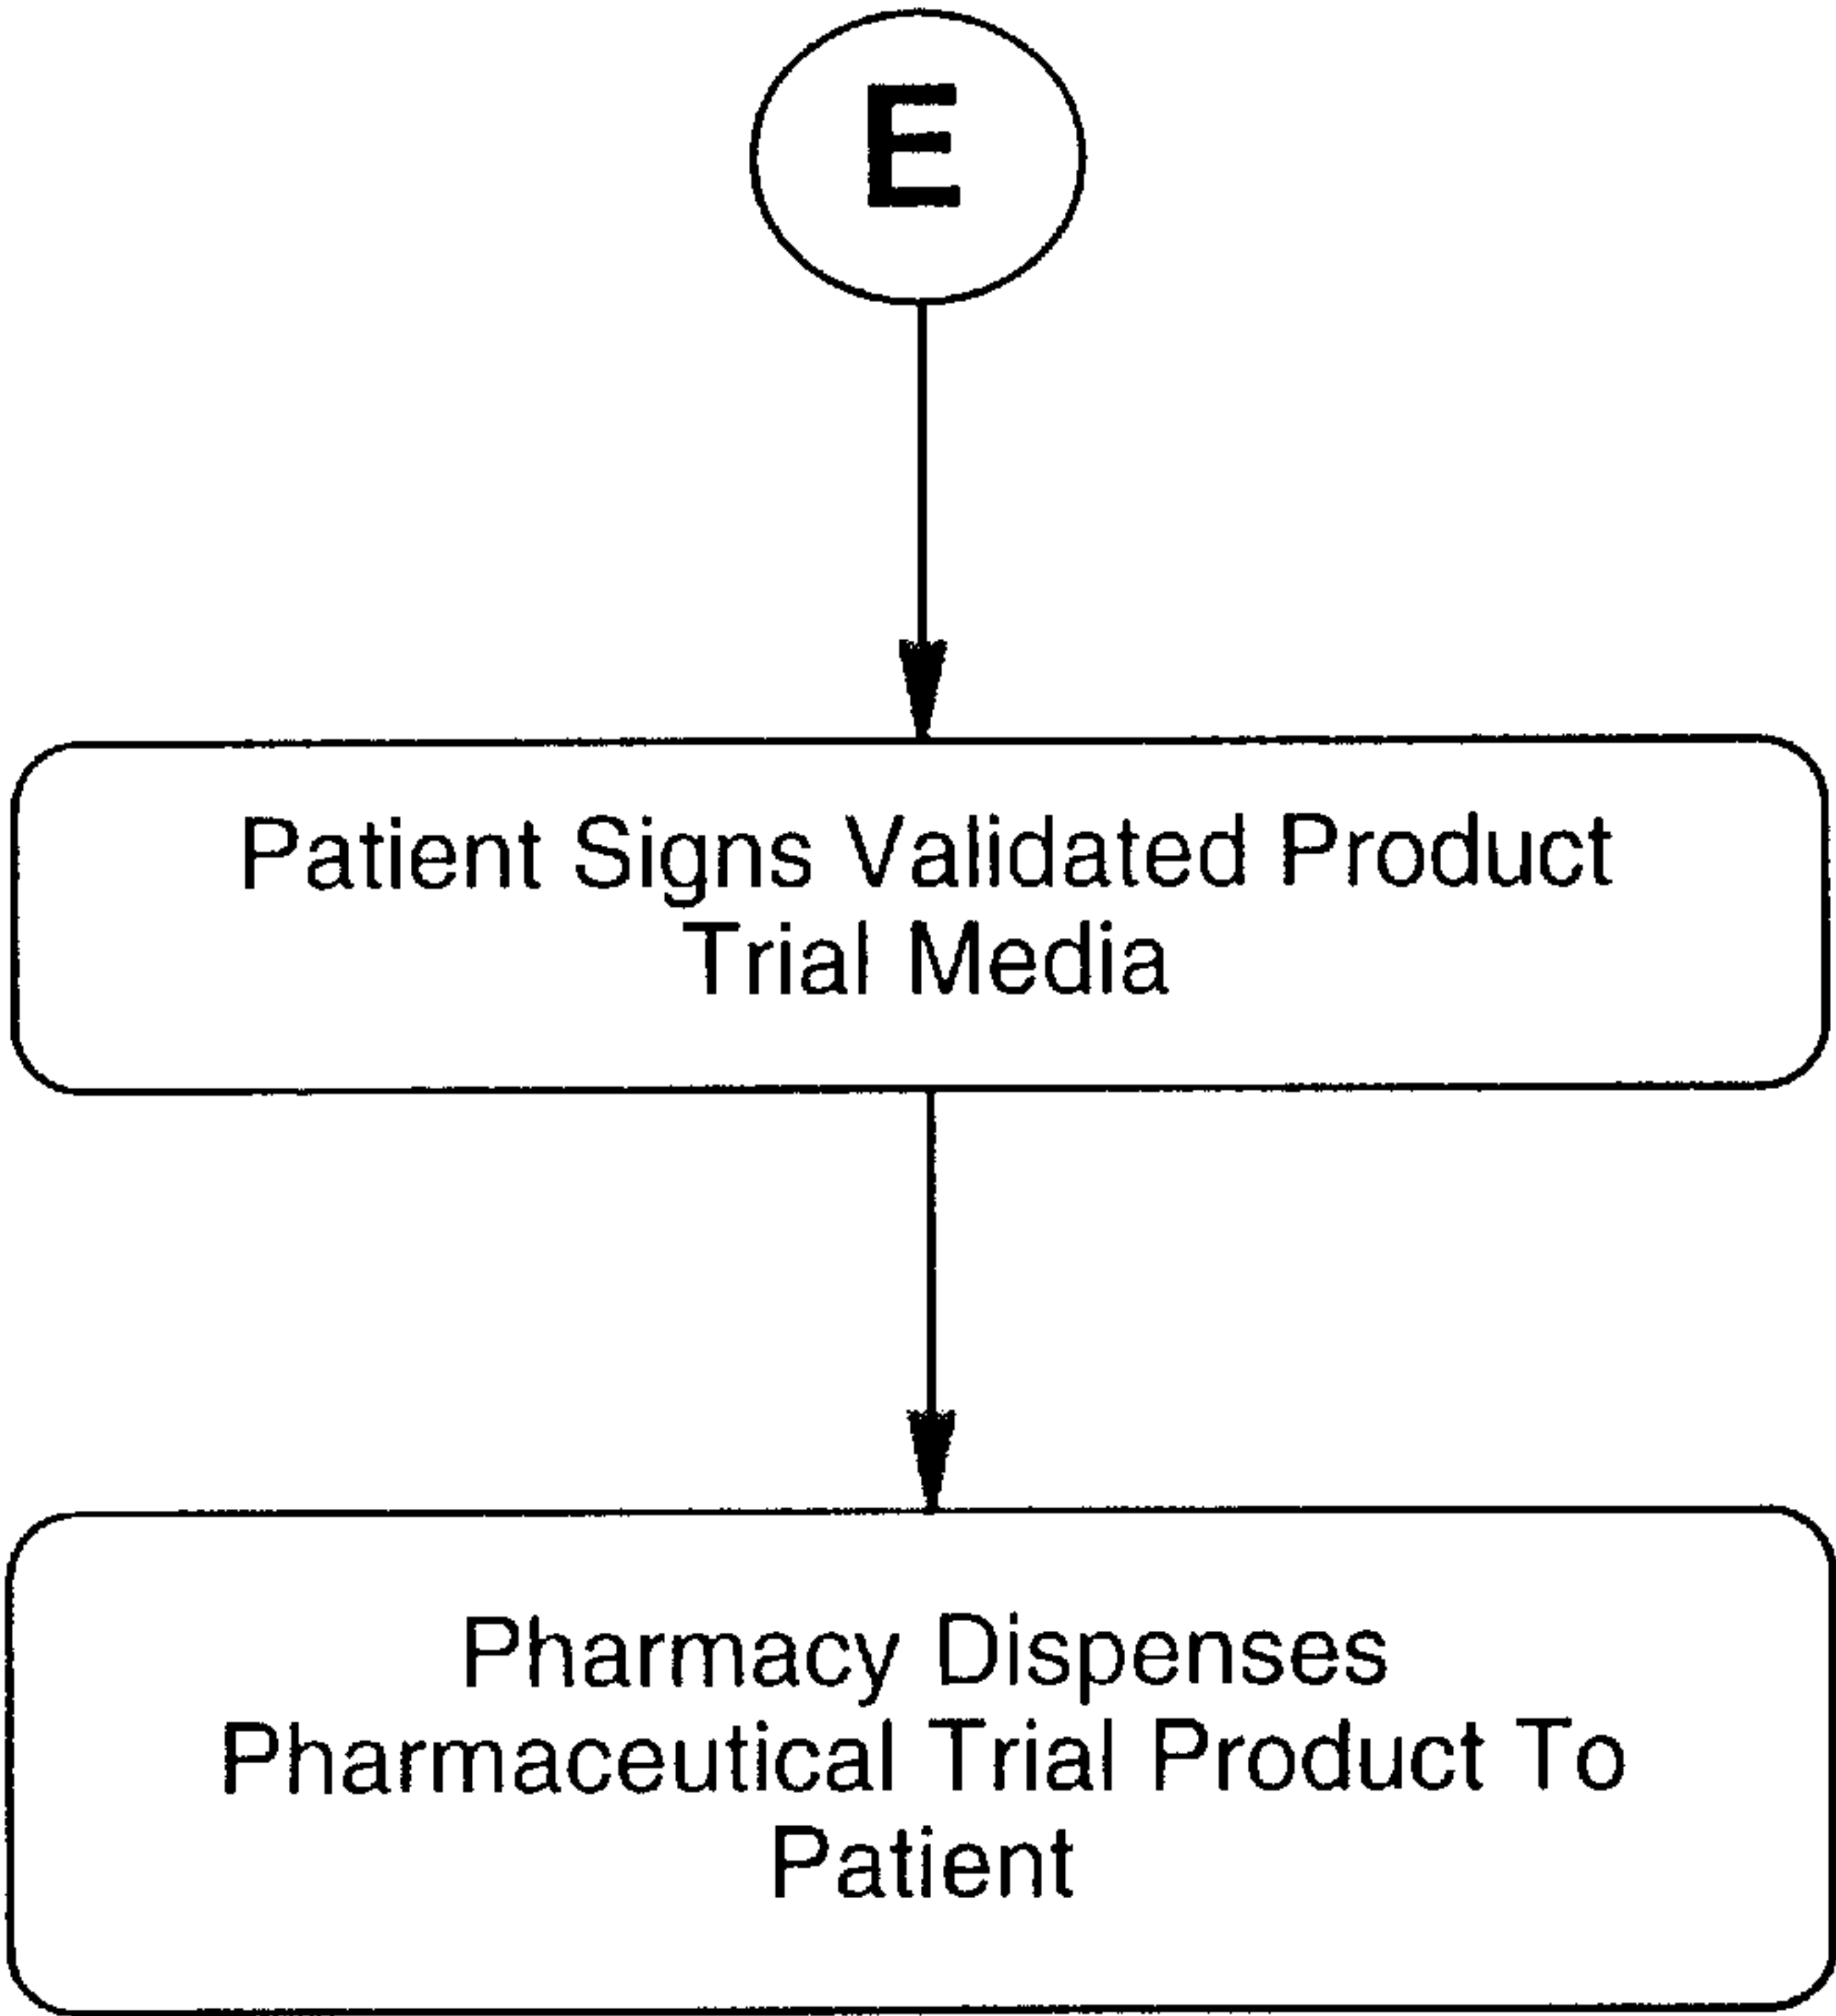 E
Patient Signs Validated Product
Trial Media
Pharmacy Dispenses
Pharmaceutical Trial Product To
Patient